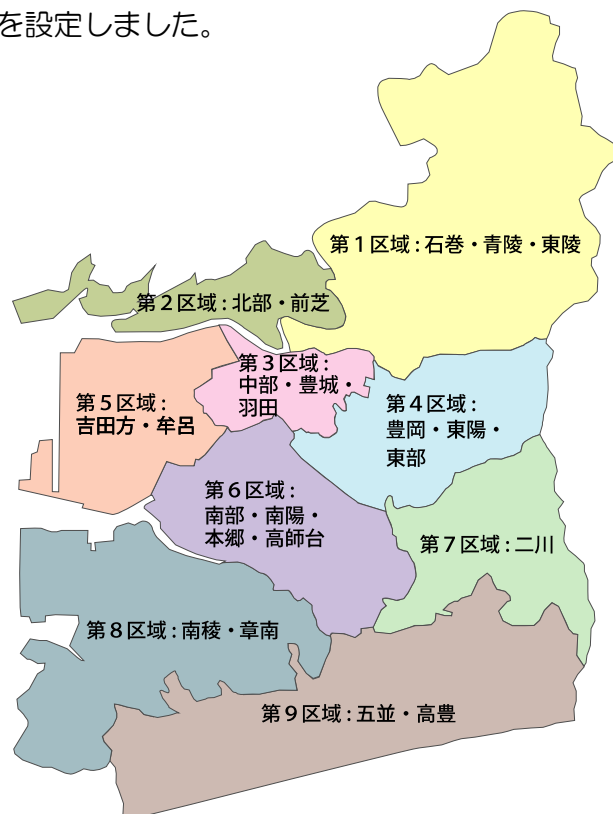 を設定しました。
第1区域:石巻・青陵・東陵
第2区域:北部・前芝
第3区域:
中部・豊城・
羽田
第4区域:
豊岡・東陽・
東部
第5区域:
吉田方・牟呂
第6区域:
南部・南陽・
本郷・高師台
第7区域:二川
第8区域:南稜・章南
第9区域:五並・高豊